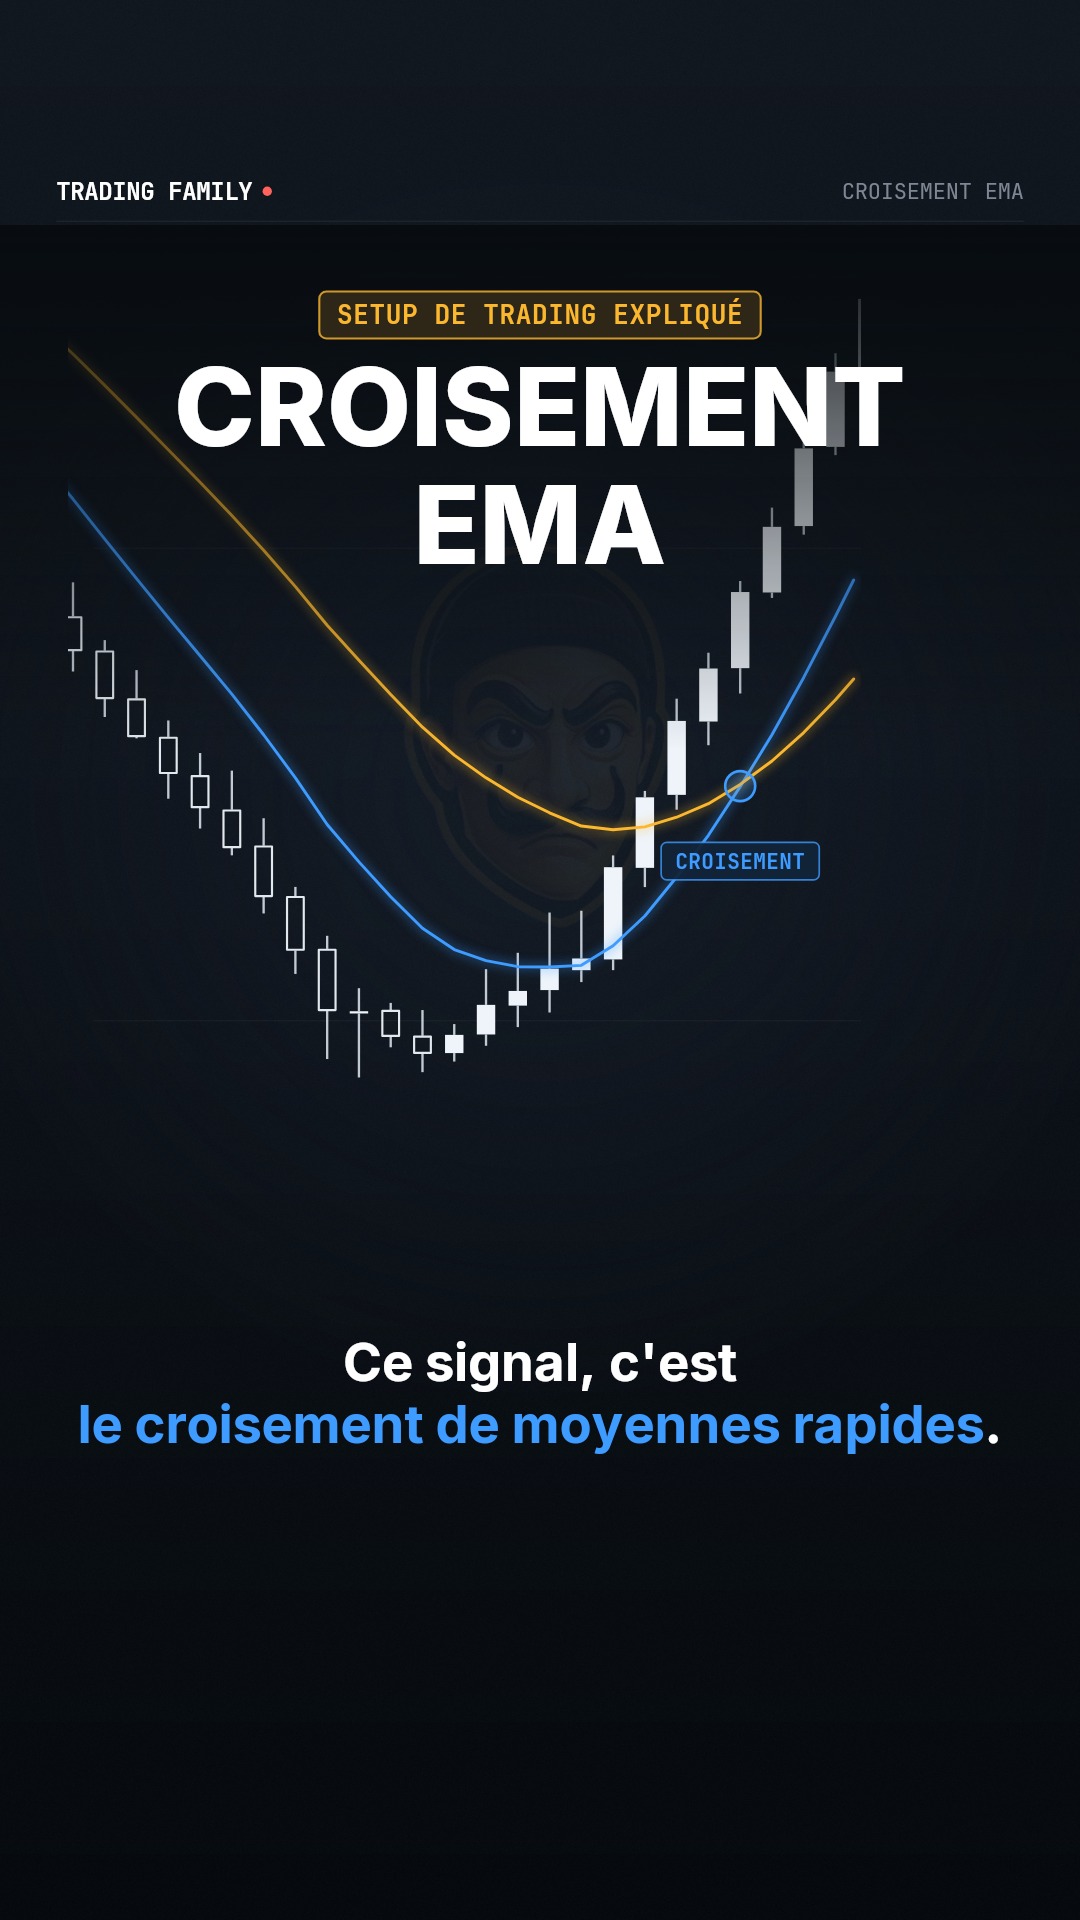 TRADING FAMILY
CROISEMENT EMA
SETUP DE TRADING EXPLIQUÉ
CROISEMENT
EMA
CROISEMENT
Ce signal, c'est
le croisement de moyennes rapides.